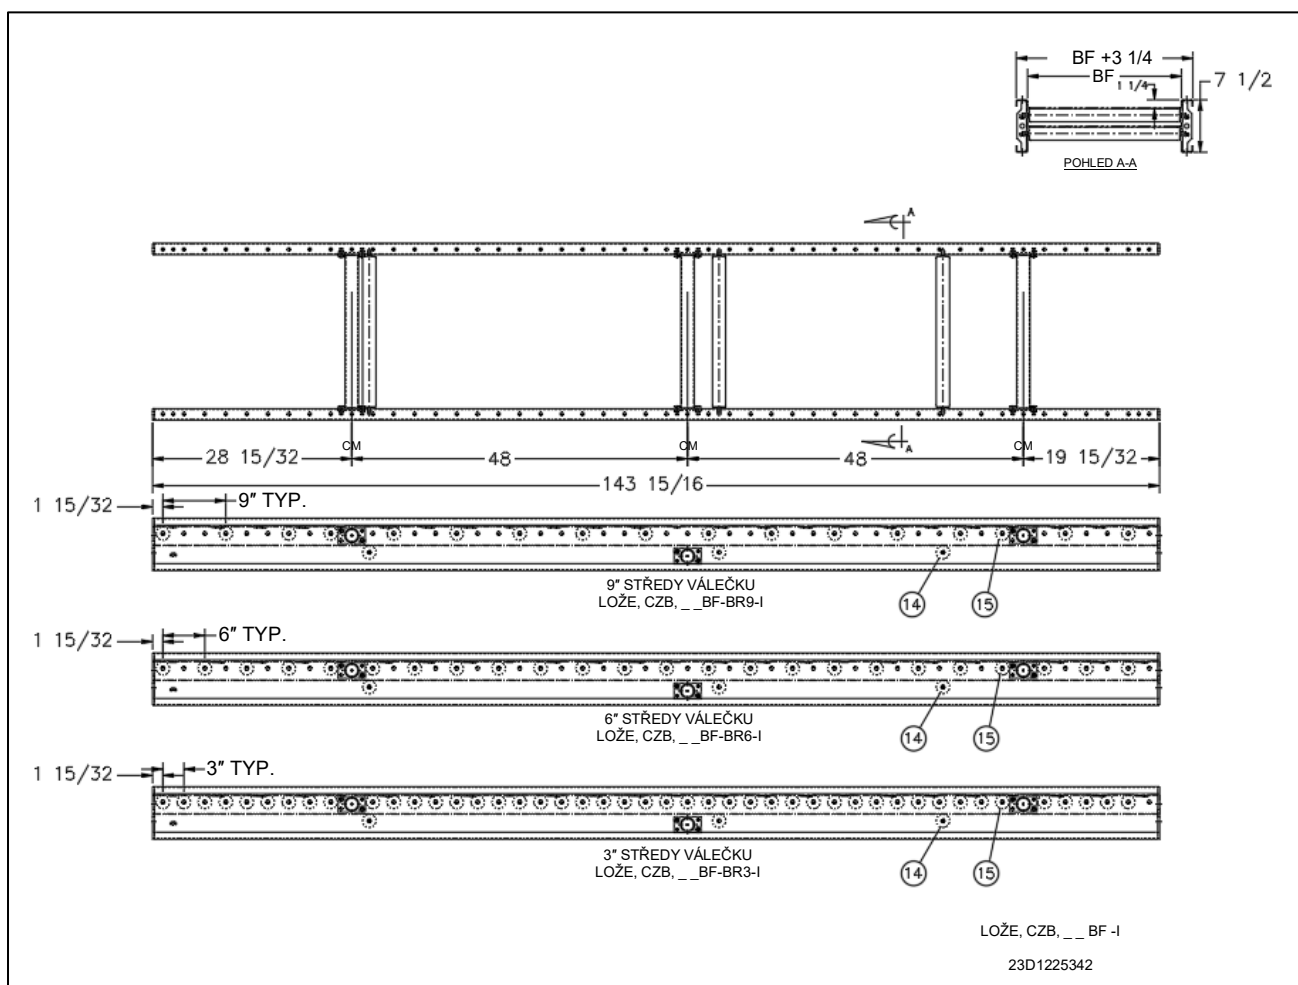 BF +3 1/4
BF
1 1/4
7 1/2
POHLED A-A
A
A
CM
CM
CM
28 15/32
48
48
19 15/32
143 15/16
1 15/32
9" TYP.
9" STŘEDY VÁLEČKU
LOŽE, CZB, _ _BF-BR9-I
14
15
1 15/32
6" TYP.
6" STŘEDY VÁLEČKU
LOŽE, CZB, _ _BF-BR6-I
14
15
1 15/32
3" TYP.
3" STŘEDY VÁLEČKU
LOŽE, CZB, _ _BF-BR3-I
14
15
LOŽE, CZB, _ _ BF -I
23D1225342